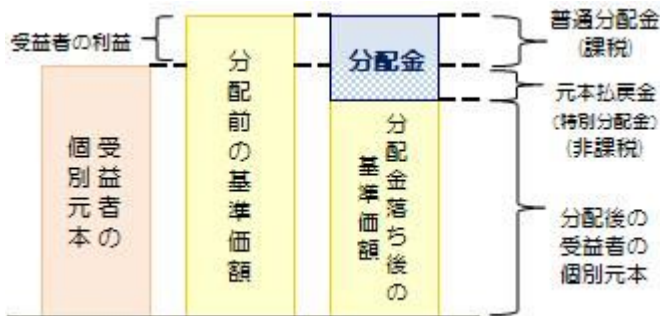 受益者の利益
受益者の
個別元本
分配前の基準価額
分配金
分配金落ち後の
基準価額
普通分配金
(課税)
元本払戻金
(特別分配金)
(非課税)
分配後の
受益者の
個別元本